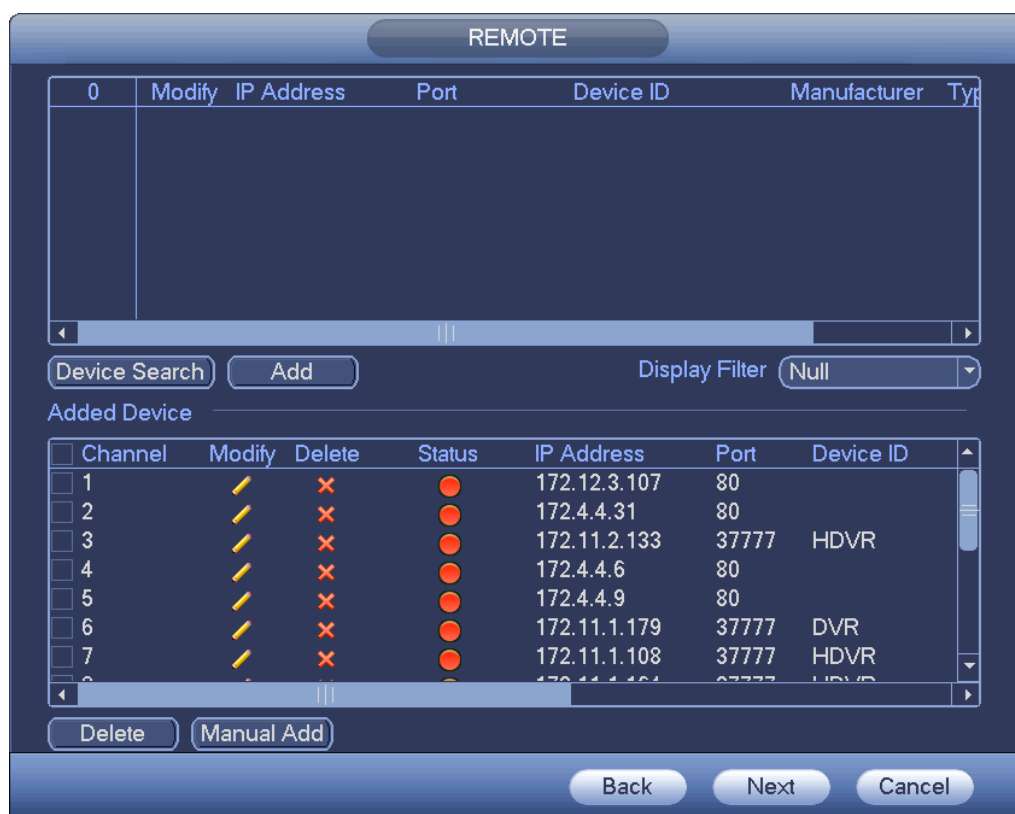 REMOTE
0 Modify IP Address Port Device ID Manufacturer Typ
Device Search Add Display Filter Null
Added Device
Channel Modify Delete Status IP Address Port Device ID
1 172.12.3.107 80
2 172.4.4.31 80
3 172.11.2.133 37777 HDVR
4 172.4.4.6 80
5 172.4.4.9 80
6 172.11.1.179 37777 DVR
7 172.11.1.108 37777 HDVR
Delete Manual Add
Back Next Cancel